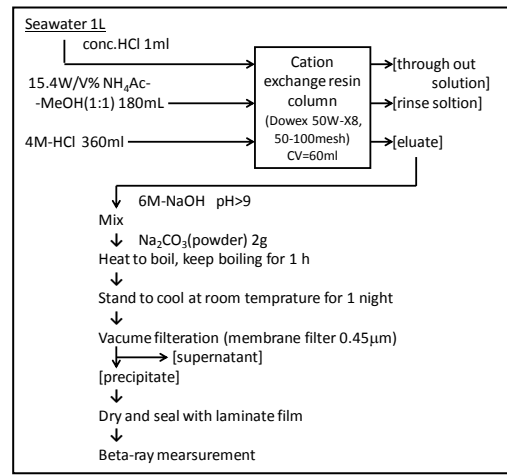 Seawater 1L
conc.HCl 1ml
15.4W/V% NH₄Ac-
-MeOH(1:1) 180mL
4M-HCl 360ml
Cation
exchange resin
column
(Dowex 50W-X8,
50-100mesh)
CV=60ml
[through out
solution]
[rinse soltion]
[eluate]
6M-NaOH pH>9
Mix
Na₂CO₃(powder) 2g
Heat to boil, keep boiling for 1 h
Stand to cool at room temprature for 1 night
Vacume filteration (membrane filter 0.45μm)
[supernatant]
[precipitate]
Dry and seal with laminate film
Beta-ray mearsurement